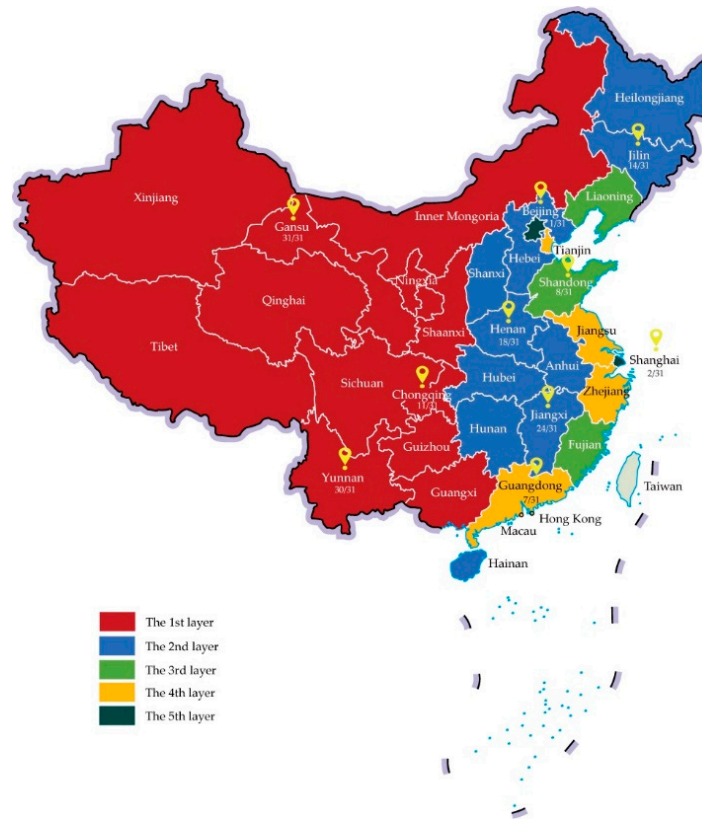 Heilongjiang
Jilin
14/31
Liaoning
Xinjiang
Gansu
31/31
Inner Mongoria
Beijing
1/31
Tianjin
Hebei
Shanxi
Ningxia
Shandong
8/31
Qinghai
Shaanxi
Henan
18/31
Jiangsu
Shanghai
2/31
Tibet
Anhui
Sichuan
Hubei
Zhejiang
Chongqing
11/31
Jiangxi
24/31
Hunan
Guizhou
Fujian
Yunnan
30/31
Guangxi
Guangdong
7/31
Taiwan
Hong Kong
Macau
Hainan
The 1st layer
The 2nd layer
The 3rd layer
The 4th layer
The 5th layer